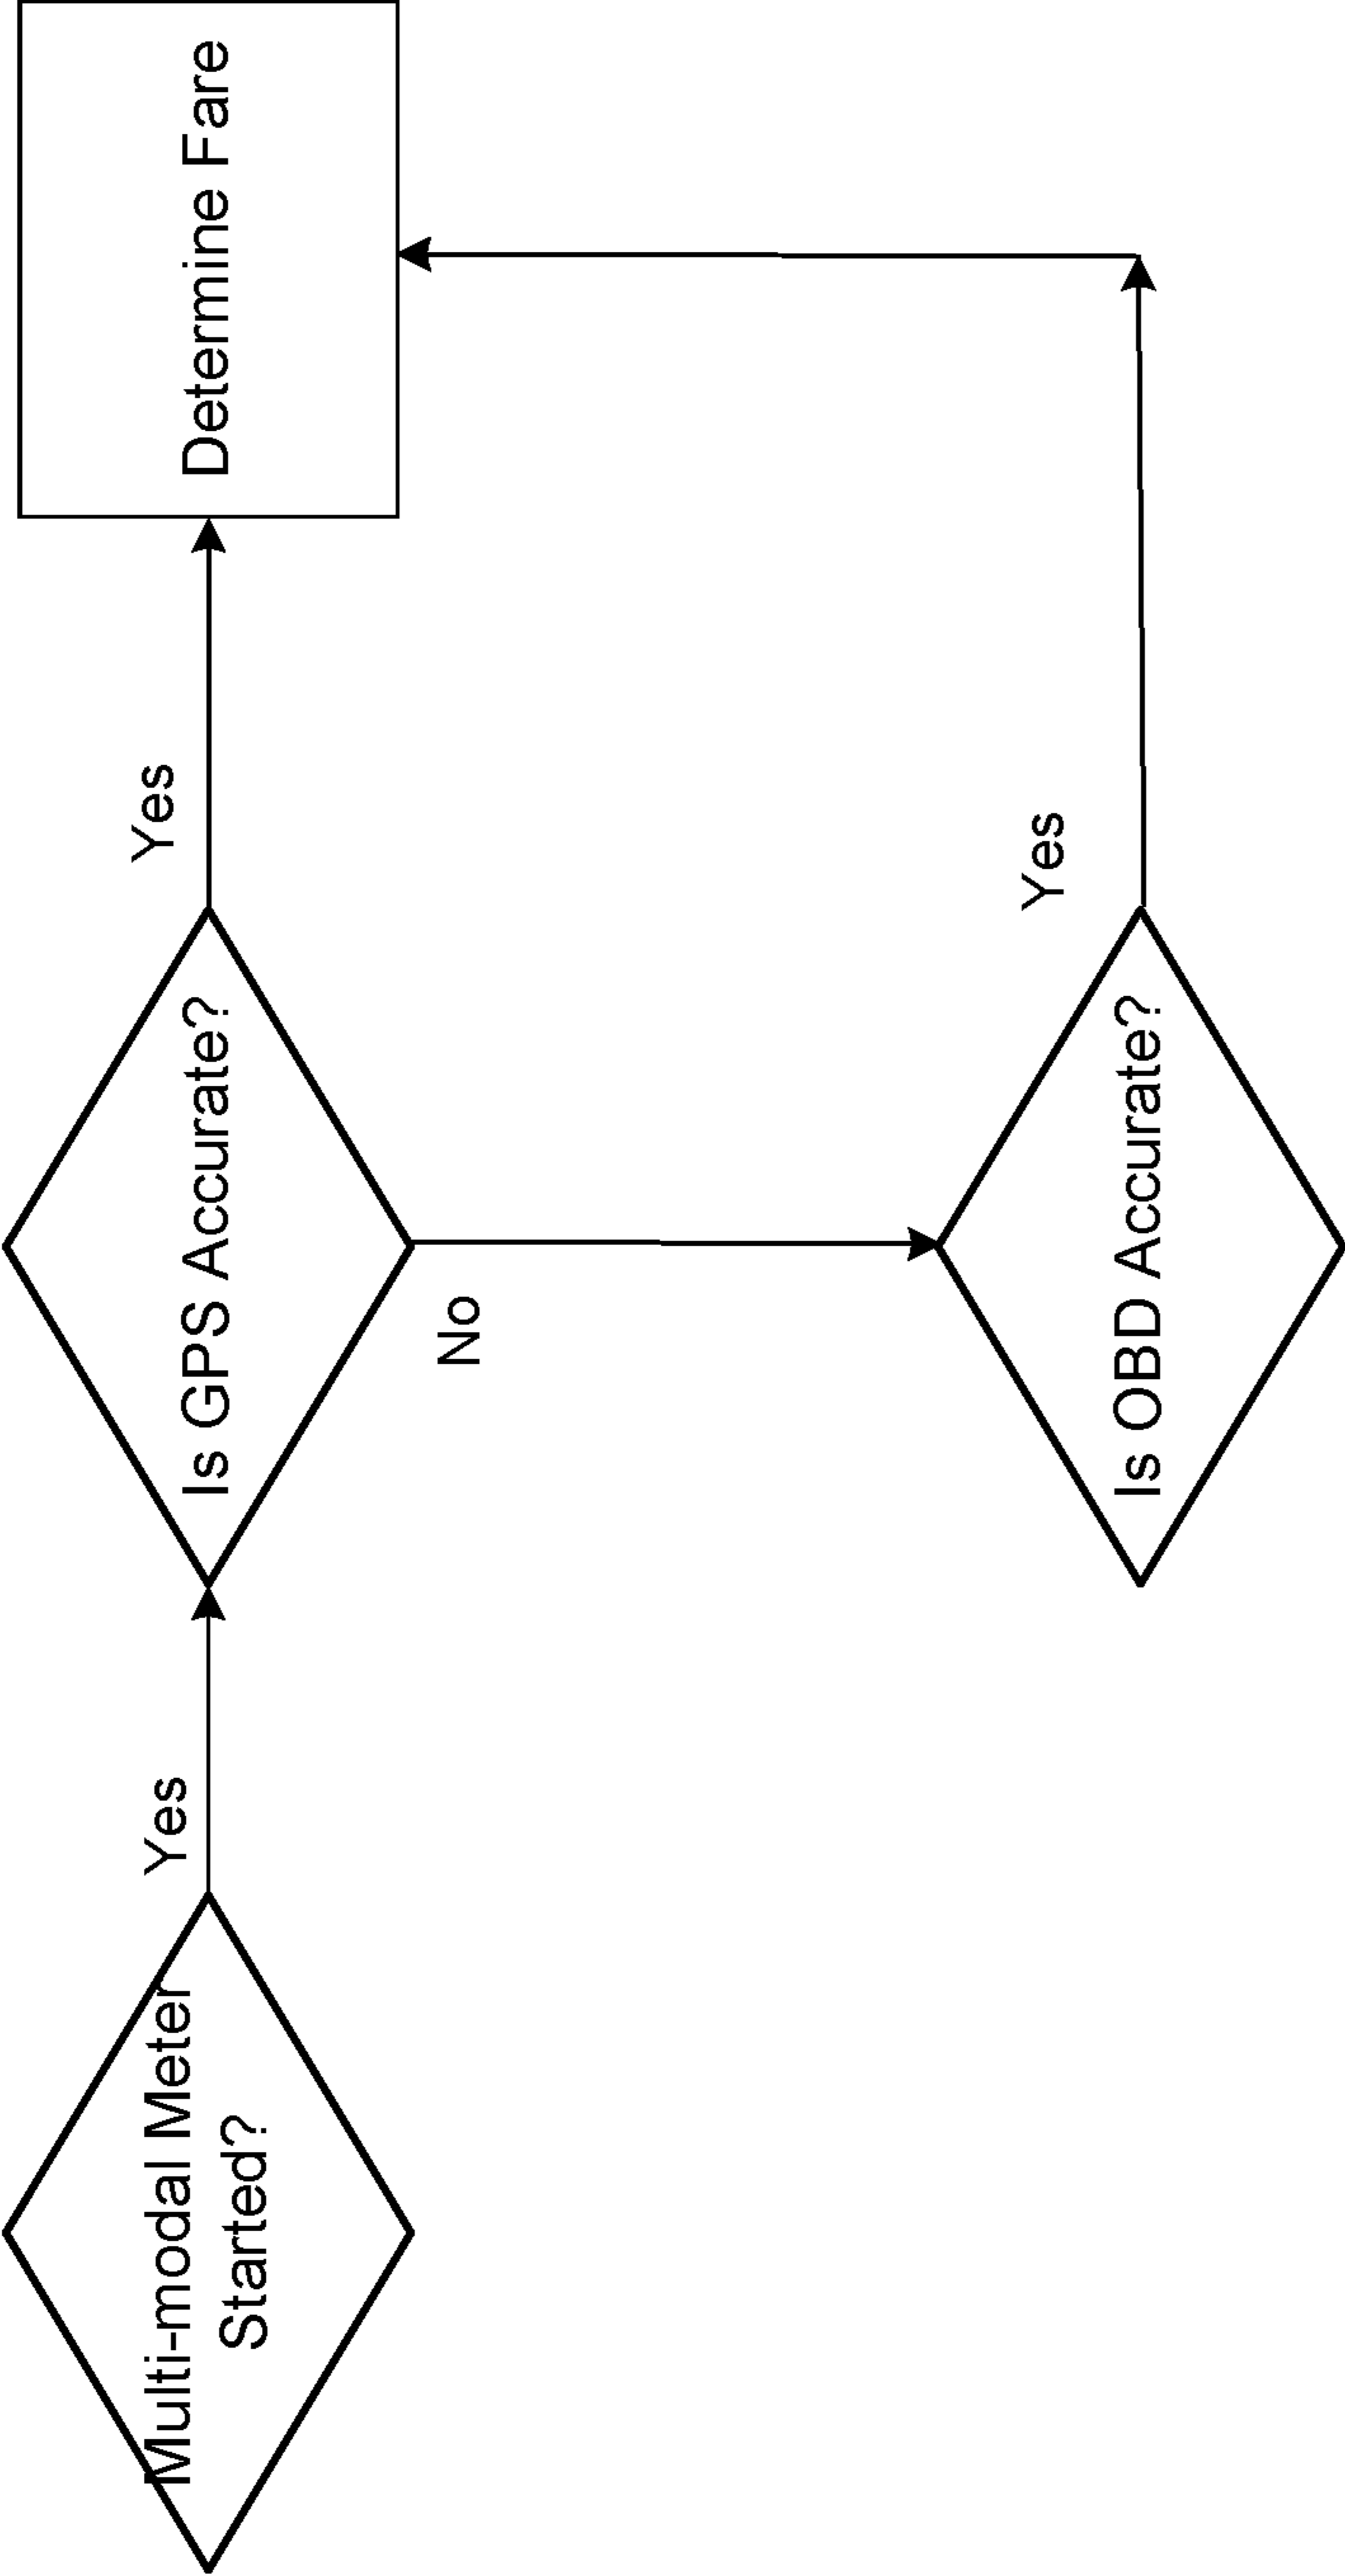 Multi-modal Meter
Started?
Yes
Is GPS Accurate?
Yes
Determine Fare
No
Is OBD Accurate?
Yes